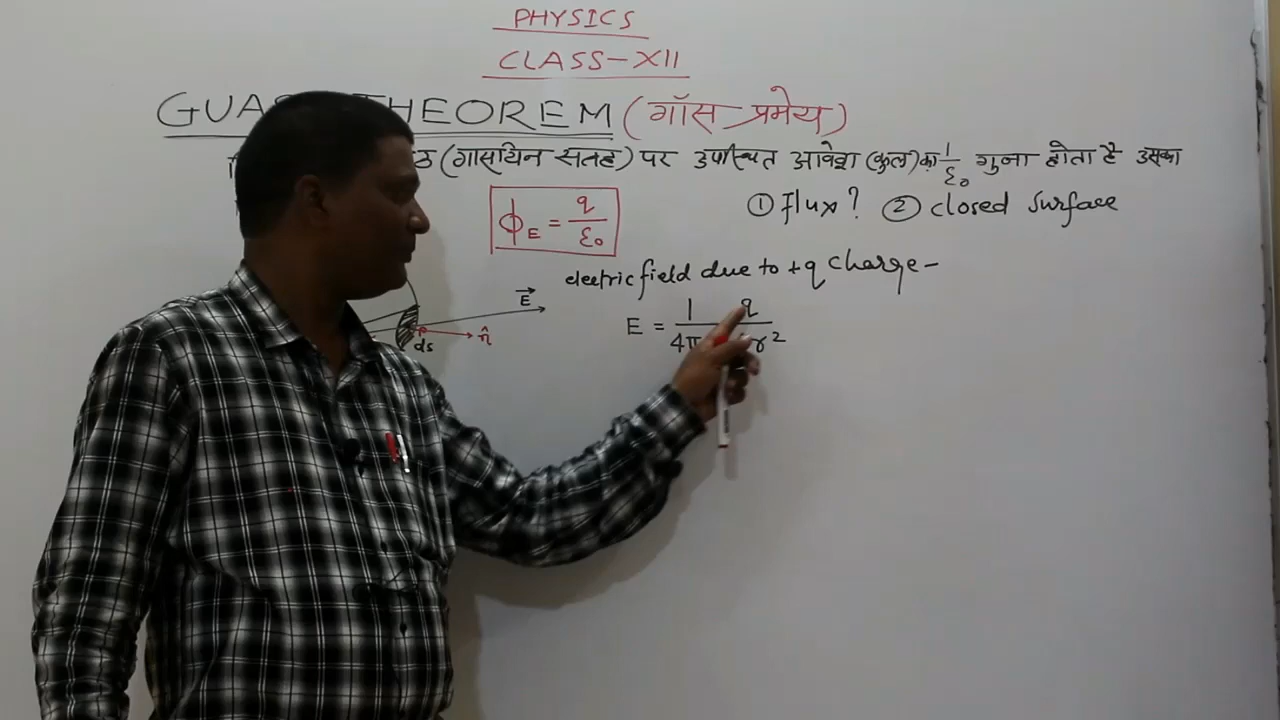 PHYSICS
CLASS-XII
THEOREM (गॉस प्रमेय)
(गासीयन सतह) पर उपस्थित आवेश (कुल) का 1/ε₀ गुना होता है उसका
① Flux? ② closed surface
ϕE = q/ε₀
electric field due to +q charge-
E⃗
E = 1/4π q/r²
n̂
ds